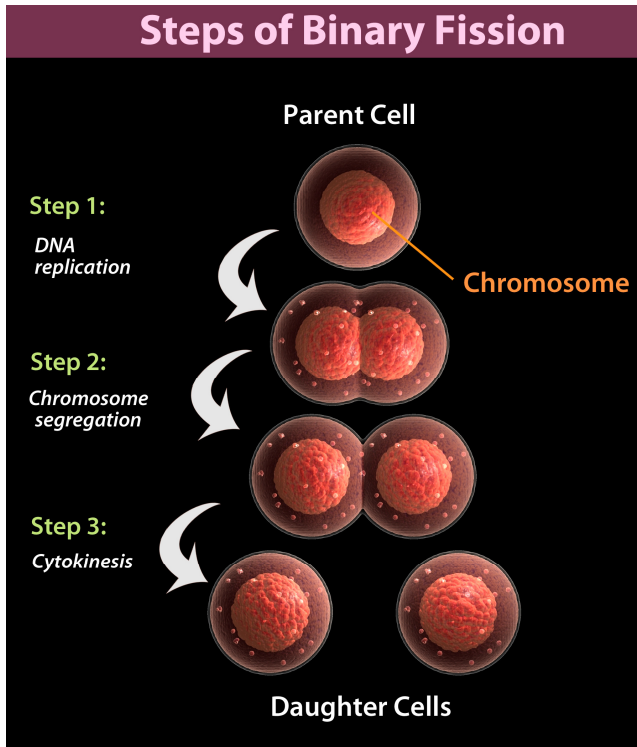 Steps of Binary Fission
Parent Cell
Step 1:
DNA
replication
Chromosome
Step 2:
Chromosome
segregation
Step 3:
Cytokinesis
Daughter Cells